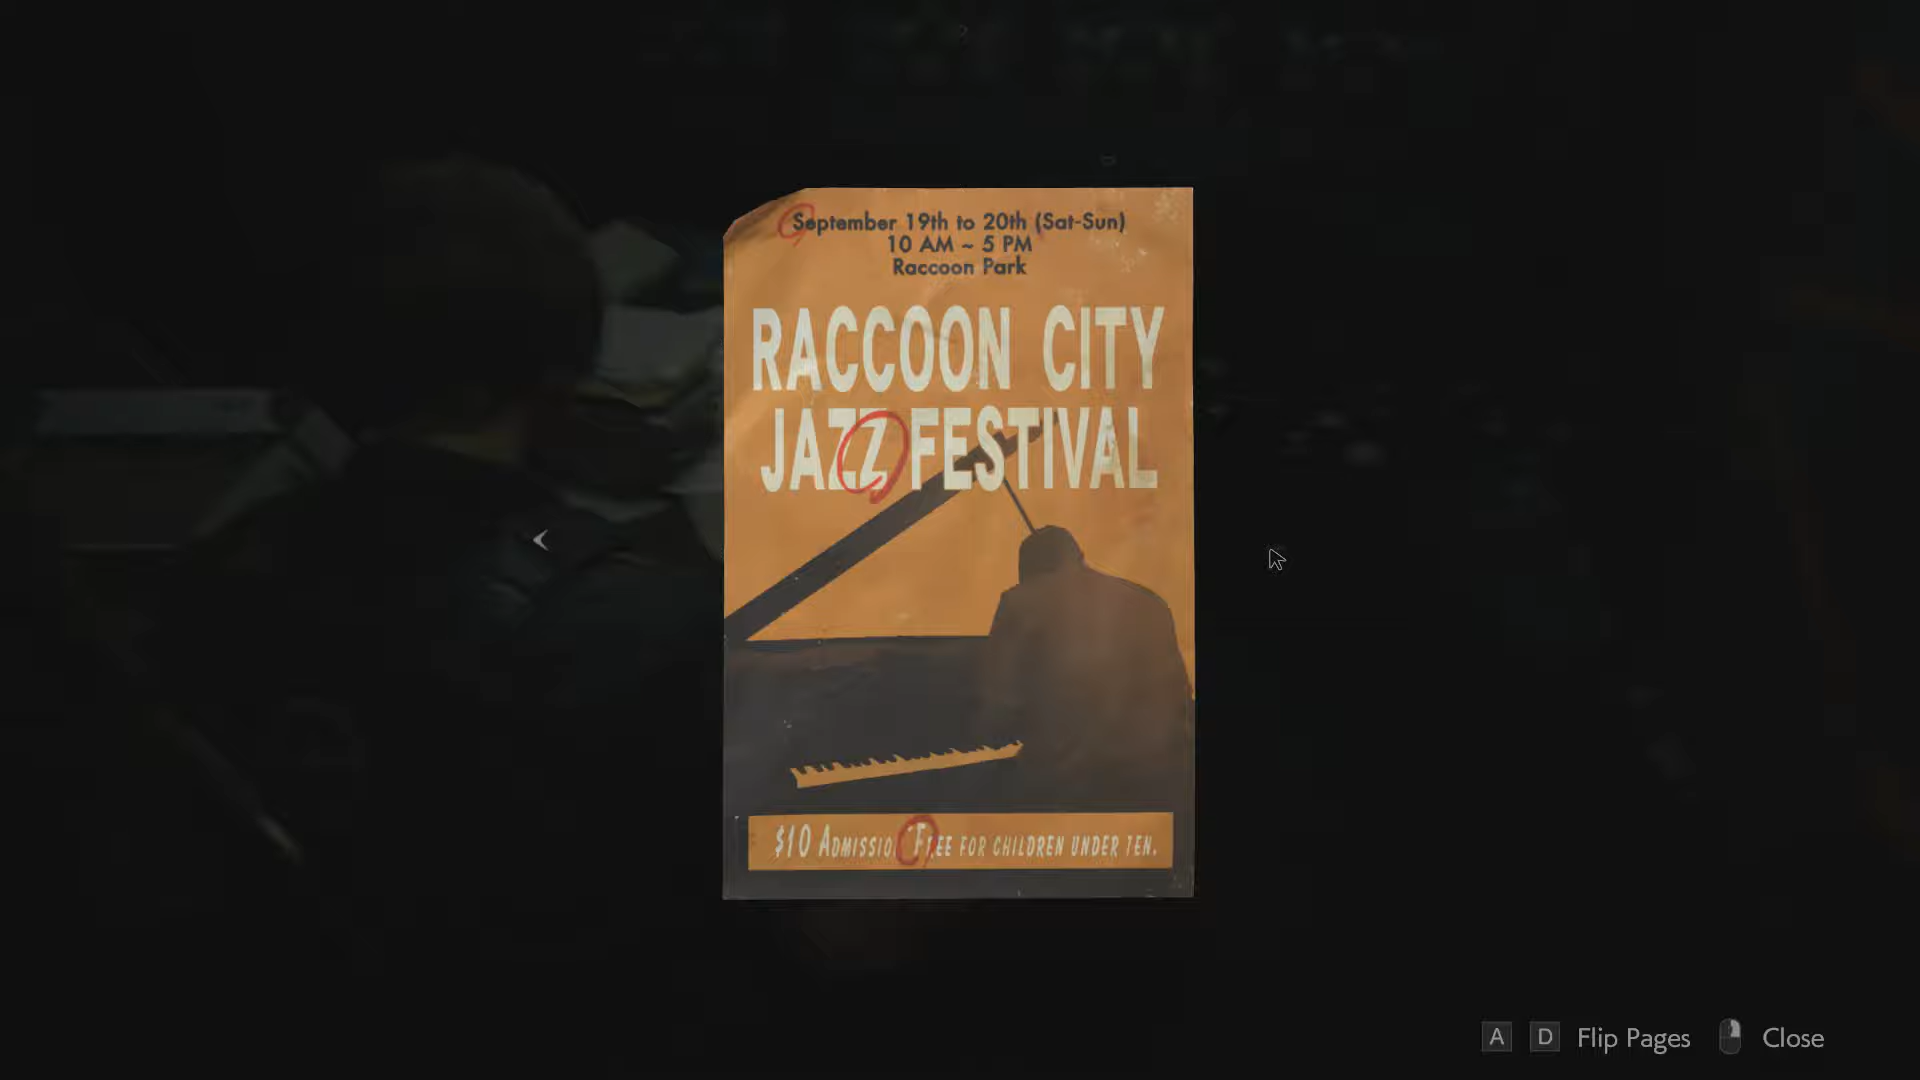 September 19th to 20th (Sat-Sun)
10 AM ~ 5 PM
Raccoon Park
RACCOON CITY
JAZZ FESTIVAL
$10 ADMISSION FREE FOR CHILDREN UNDER TEN.
A D Flip Pages Close